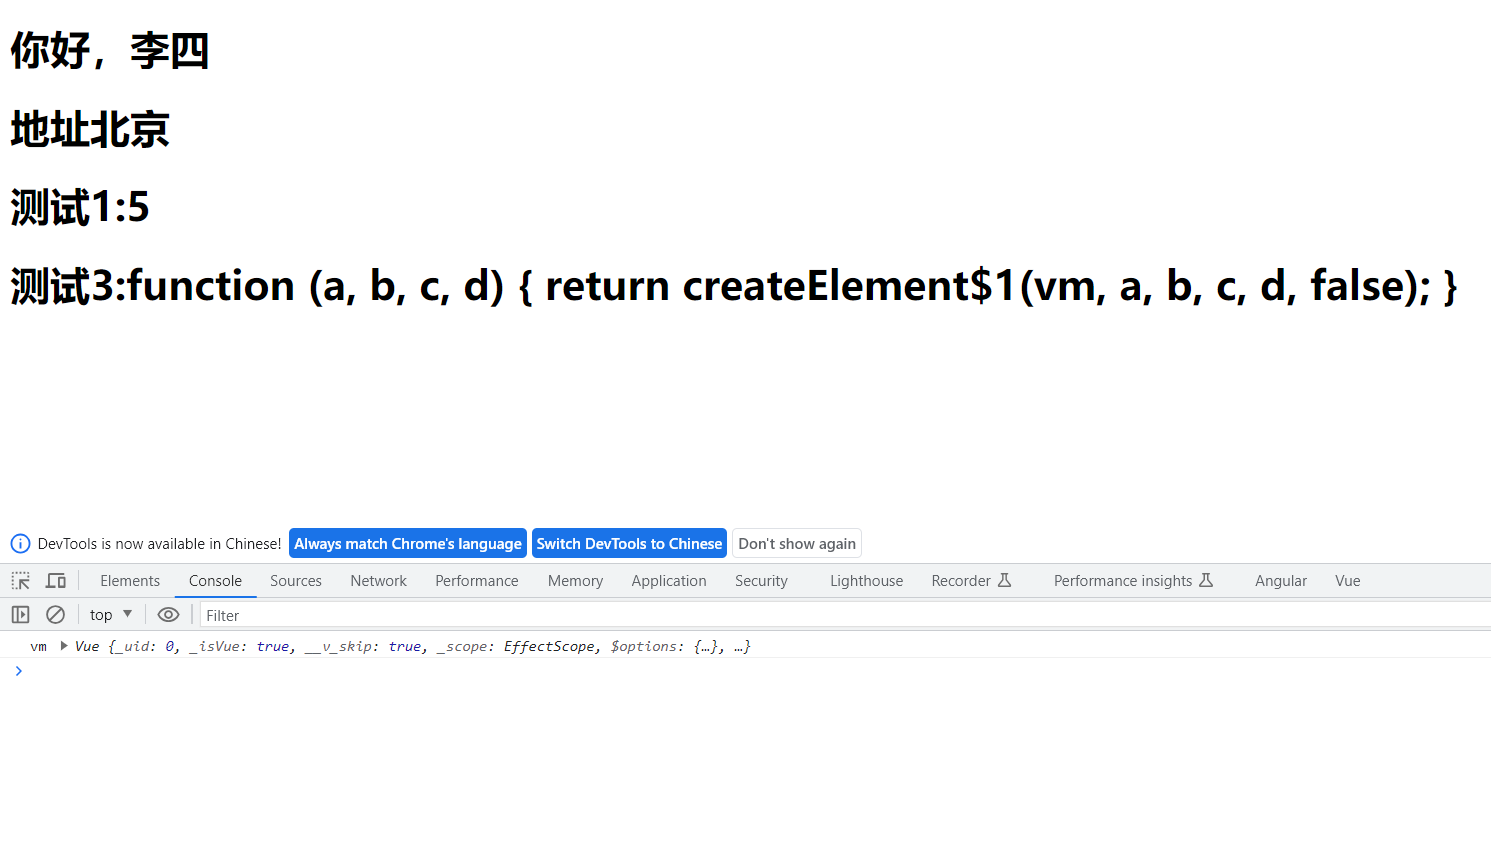 你好，李四
地址北京
测试1:5
测试3:function (a, b, c, d) { return createElement$1(vm, a, b, c, d, false); }
DevTools is now available in Chinese! Always match Chrome's language Switch DevTools to Chinese Don't show again
Elements Console Sources Network Performance Memory Application Security Lighthouse Recorder Performance insights Angular Vue
top Filter
vm Vue {_uid: 0, _isVue: true, __v_skip: true, _scope: EffectScope, $options: {…}, …}